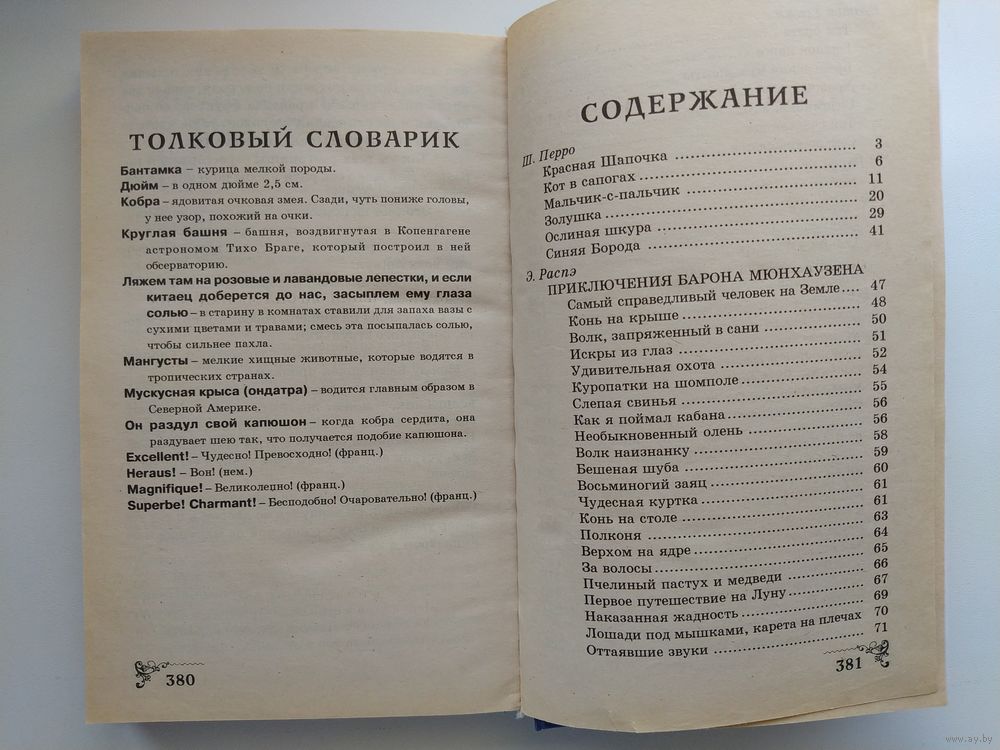 ТОЛКОВЫЙ СЛОВАРИК
Бантамка – курица мелкой породы.
Дюйм – в одном дюйме 2,5 см.
Кобра – ядовитая очковая змея. Сзади, чуть пониже головы,
у нее узор, похожий на очки.
Круглая башня – башня, воздвигнутая в Копенгагене
астрономом Тихо Браге, который построил в ней
обсерваторию.
Ляжем там на розовые и лавандовые лепестки, и если
китаец доберется до нас, засыплем ему глаза
солью – в старину в комнатах ставили для запаха вазы с
сухими цветами и травами; смесь эта посыпалась солью,
чтобы сильнее пахла.
Мангусты – мелкие хищные животные, которые водятся в
тропических странах.
Мускусная крыса (ондатра) – водится главным образом в
Северной Америке.
Он раздул свой капюшон – когда кобра сердита, она
раздувает шею так, что получается подобие капюшона.
Excellent! – Чудесно! Превосходно! (франц.)
Heraus! – Вон! (нем.)
Magnifique! – Великолепно! (франц.)
Superbe! Charmant! – Бесподобно! Очаровательно! (франц.)
380
СОДЕРЖАНИЕ
Ш. Перро
Красная Шапочка ... 3
Кот в сапогах ... 6
Мальчик-с-пальчик ... 11
Золушка ... 20
Ослиная шкура ... 29
Синяя Борода ... 41
Э. Распэ
ПРИКЛЮЧЕНИЯ БАРОНА МЮНХАУЗЕНА
Самый справедливый человек на Земле .... 47
Конь на крыше ... 48
Волк, запряженный в сани ... 50
Искры из глаз ... 51
Удивительная охота ... 52
Куропатки на шомполе ... 54
Слепая свинья ... 55
Как я поймал кабана ... 56
Необыкновенный олень ... 56
Волк наизнанку ... 58
Бешеная шуба ... 59
Восьминогий заяц ... 60
Чудесная куртка ... 61
Конь на столе ... 61
Полконя ... 63
Верхом на ядре ... 64
За волосы ... 65
Пчелиный пастух и медведи ... 66
Первое путешествие на Луну ... 67
Наказанная жадность ... 69
Лошади под мышками, карета на плечах 70
Оттаявшие звуки ... 71
381
www.ay.by